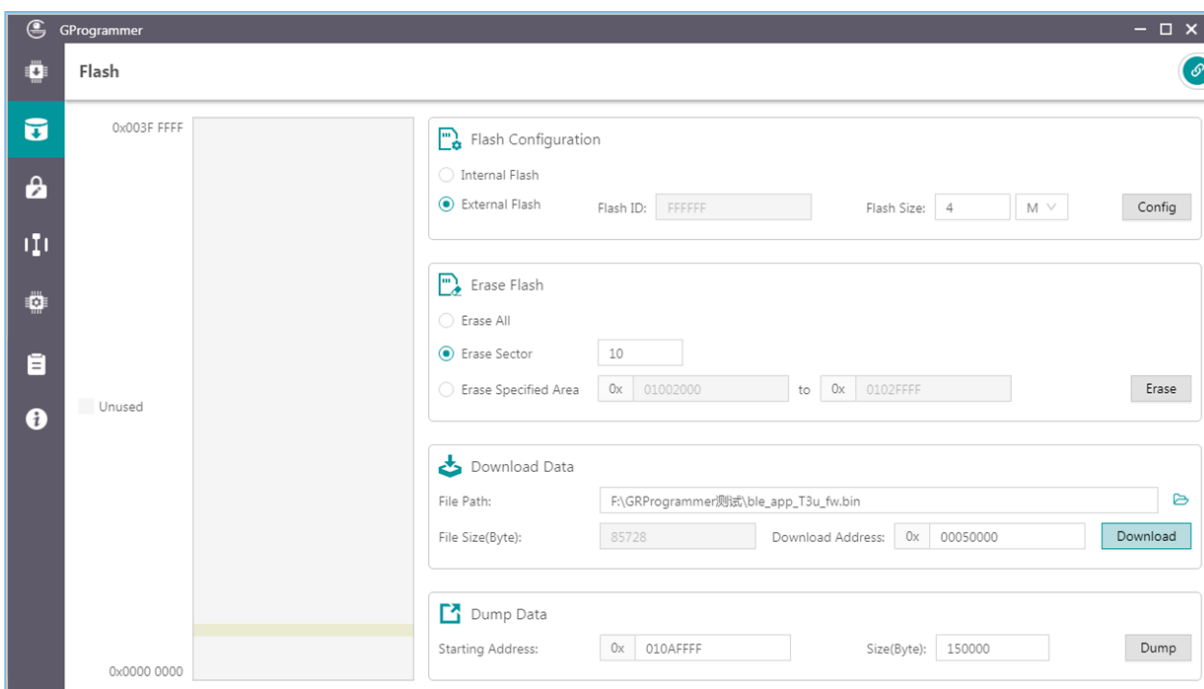 GProgrammer
Flash
0x003F FFFF
Unused
0x0000 0000
Flash Configuration
Internal Flash
External Flash Flash ID: FFFFFF Flash Size: 4 M Config
Erase Flash
Erase All
Erase Sector 10
Erase Specified Area 0x 01002000 to 0x 0102FFFF Erase
Download Data
File Path: F:\GRProgrammer测试\ble_app_T3u_fw.bin
File Size(Byte): 85728 Download Address: 0x 00050000 Download
Dump Data
Starting Address: 0x 010AFFFF Size(Byte): 150000 Dump